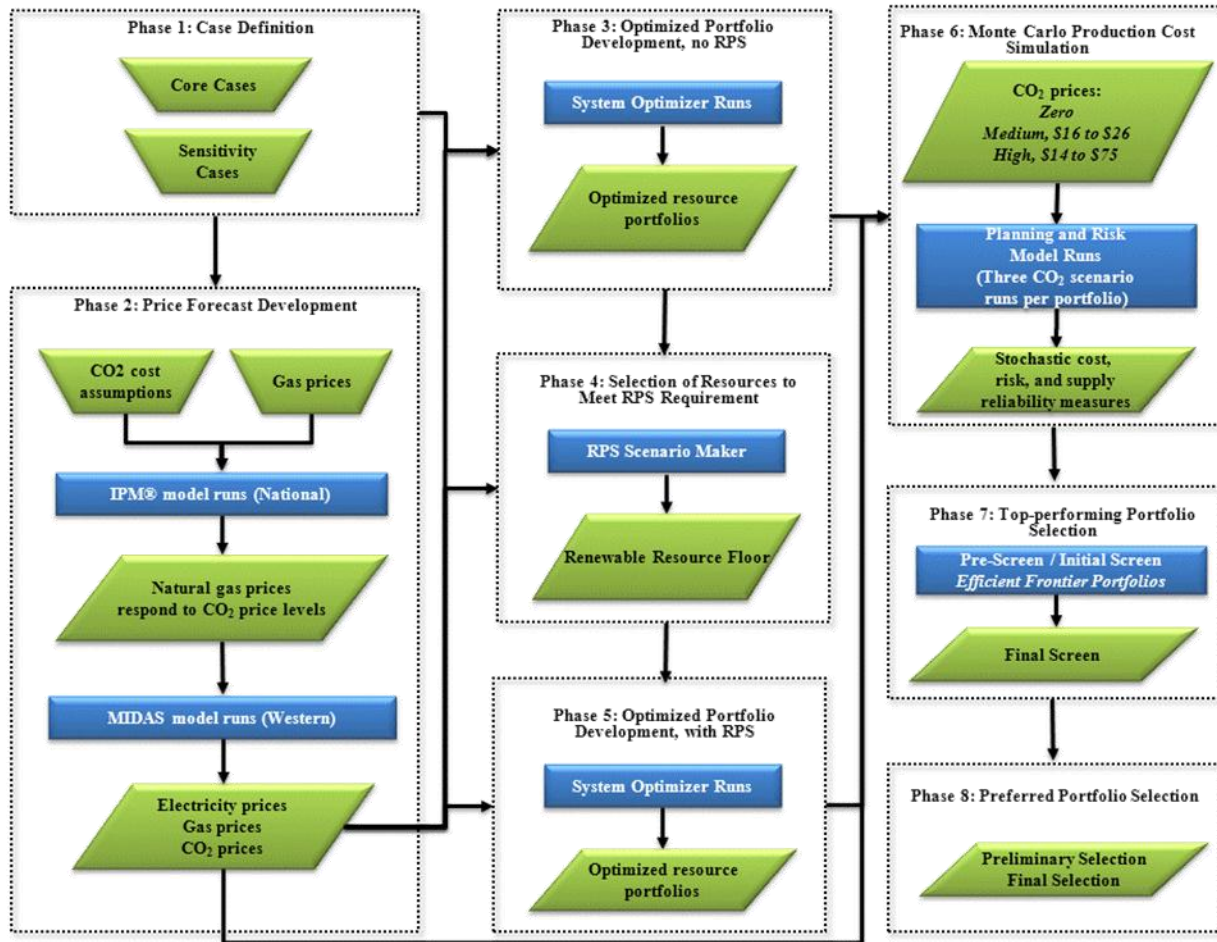 Phase 1: Case Definition
Core Cases
Sensitivity
Cases
Phase 2: Price Forecast Development
CO2 cost
assumptions
Gas prices
IPM® model runs (National)
Natural gas prices
respond to CO₂ price levels
MIDAS model runs (Western)
Electricity prices
Gas prices
CO₂ prices
Phase 3: Optimized Portfolio
Development, no RPS
System Optimizer Runs
Optimized resource
portfolios
Phase 4: Selection of Resources to
Meet RPS Requirement
RPS Scenario Maker
Renewable Resource Floor
Phase 5: Optimized Portfolio
Development, with RPS
System Optimizer Runs
Optimized resource
portfolios
Phase 6: Monte Carlo Production Cost
Simulation
CO₂ prices:
Zero
Medium, $16 to $26
High, $14 to $75
Planning and Risk
Model Runs
(Three CO₂ scenario
runs per portfolio)
Stochastic cost,
risk, and supply
reliability measures
Phase 7: Top-performing Portfolio
Selection
Pre-Screen / Initial Screen
Efficient Frontier Portfolios
Final Screen
Phase 8: Preferred Portfolio Selection
Preliminary Selection
Final Selection